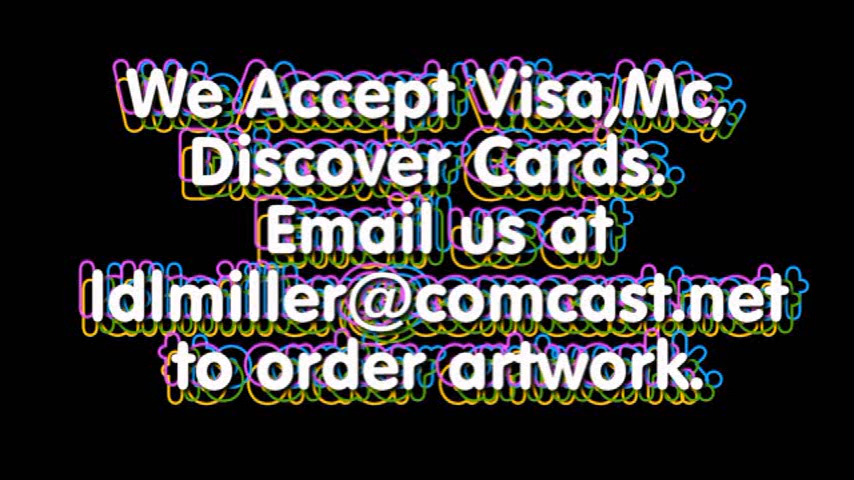 We Accept Visa,Mc,
Discover Cards.
Email us at
ldlmiller@comcast.net
to order artwork.